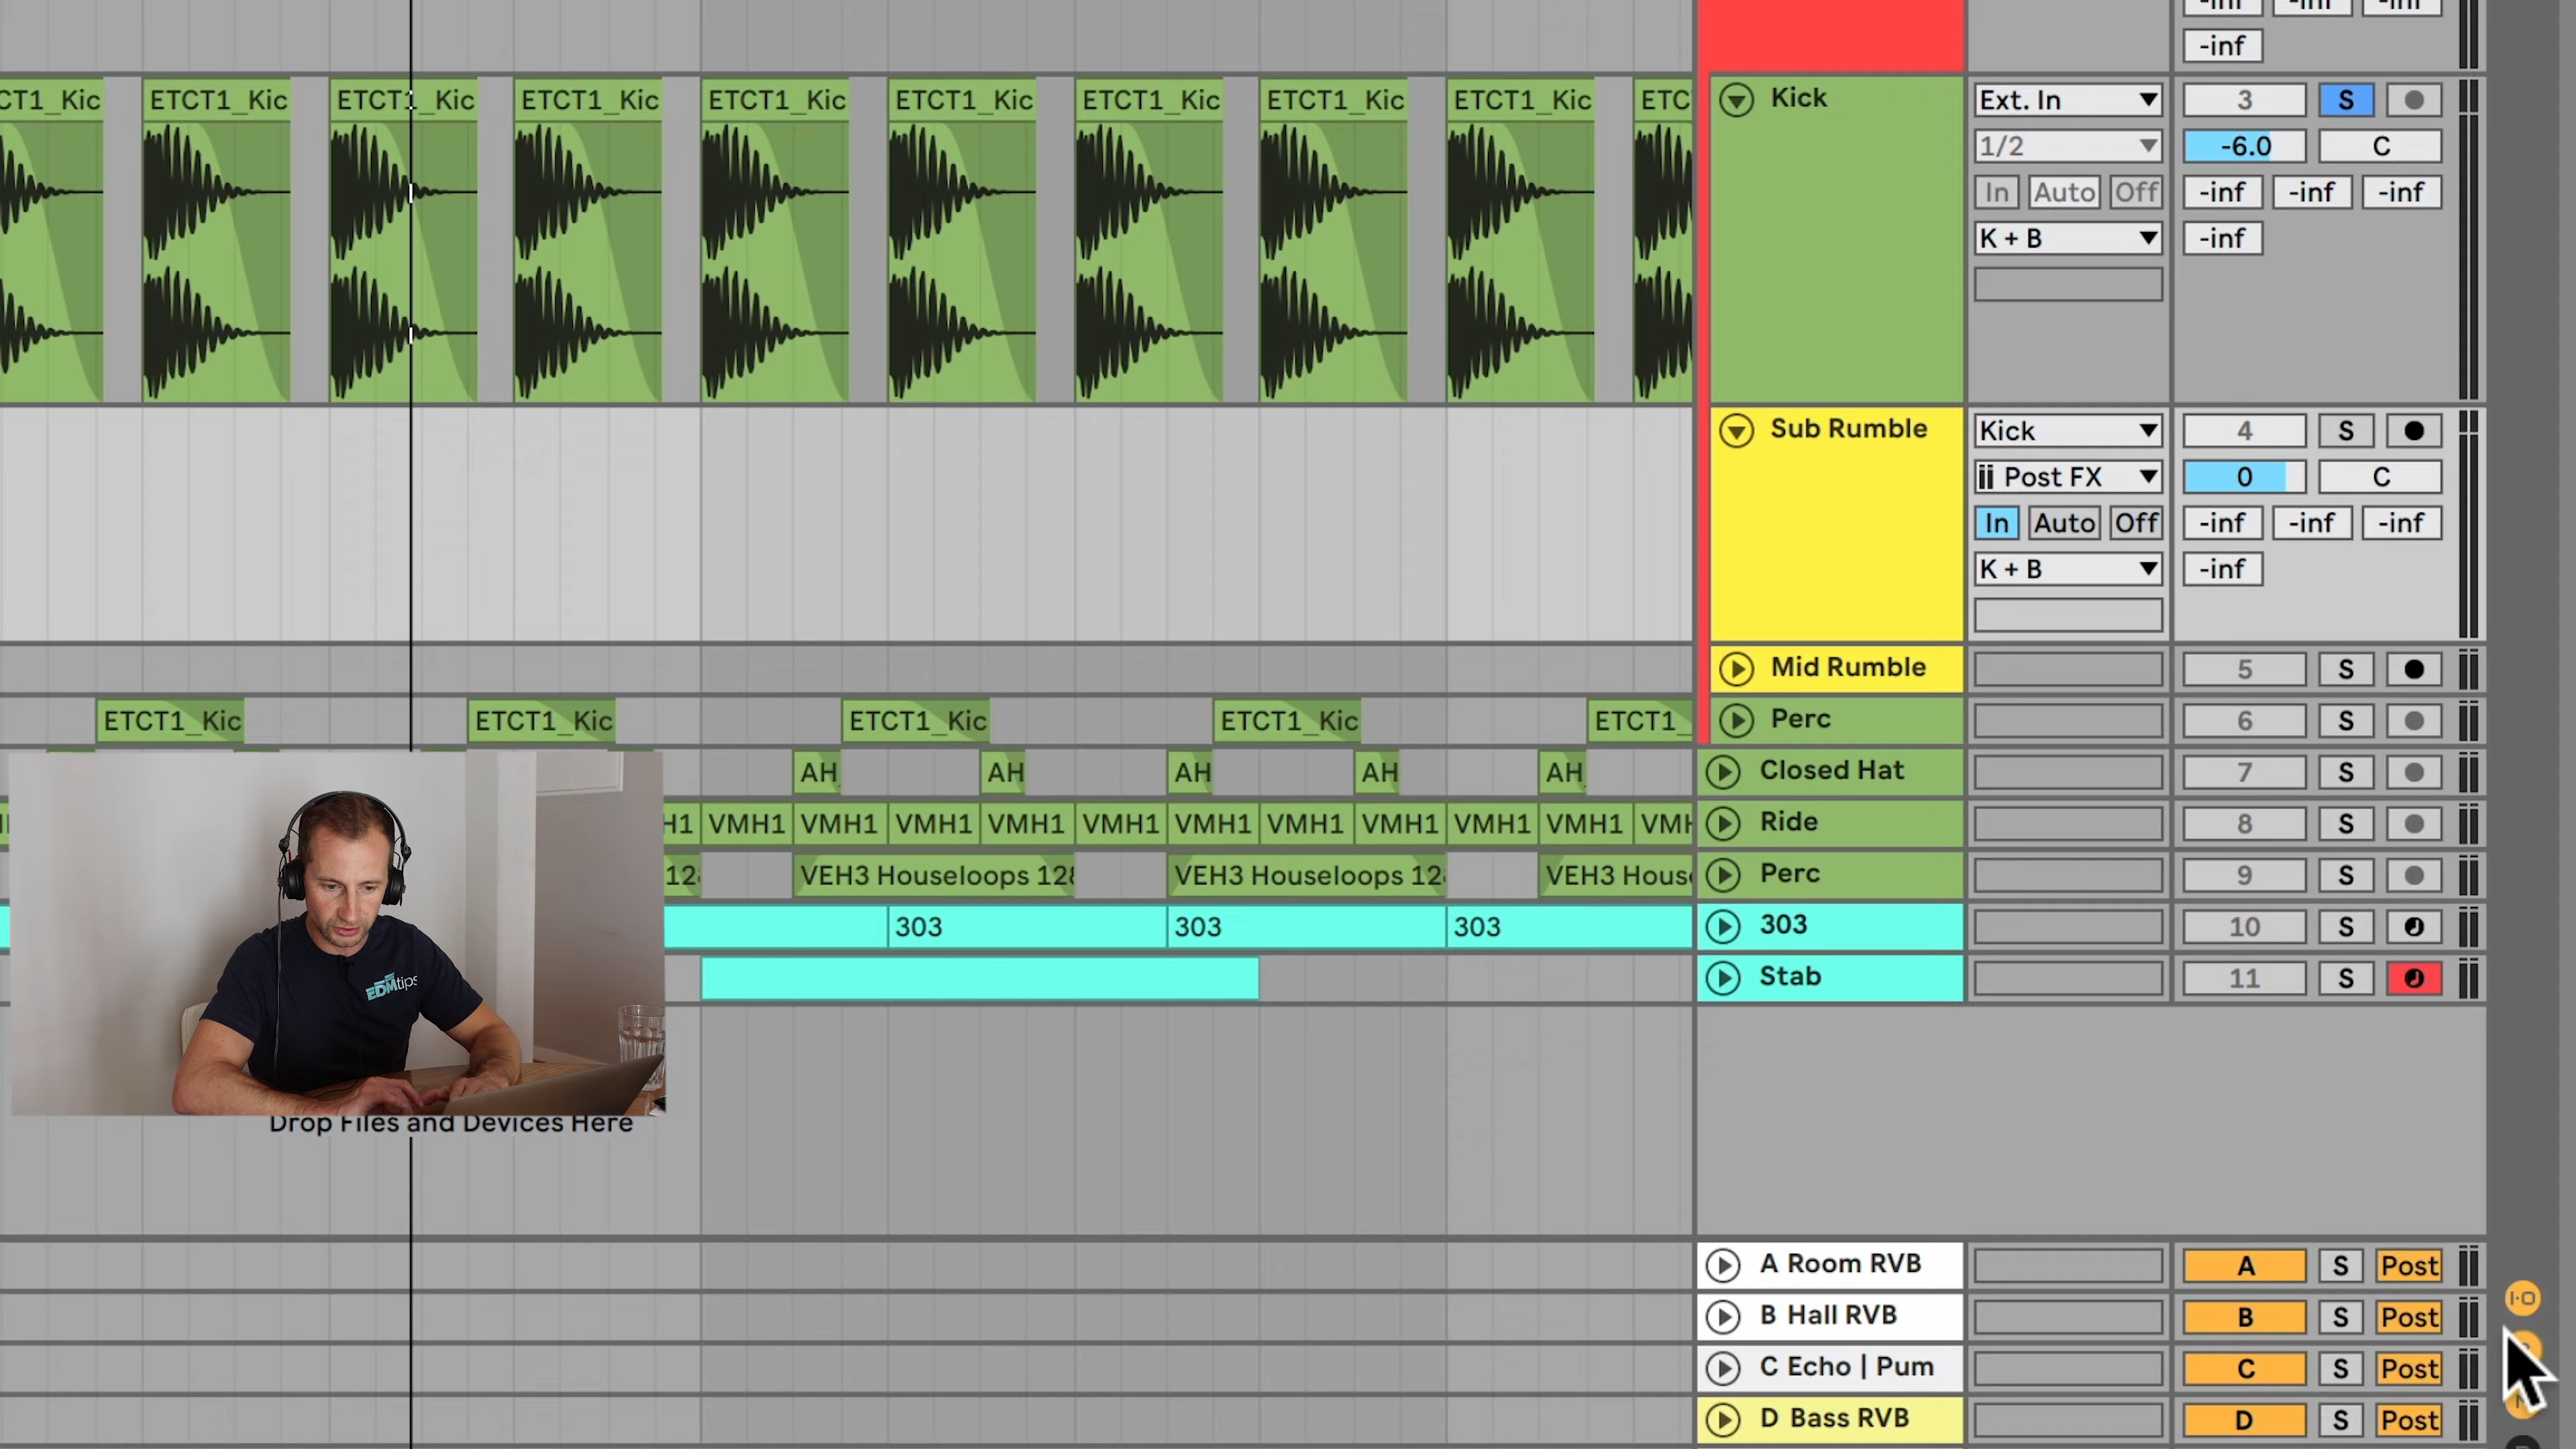 -inf -inf -inf
-inf
CT1_Kic ETCT1_Kic ETCT1_Kic ETCT1_Kic ETCT1_Kic ETCT1_Kic ETCT1_Kic ETCT1_Kic ETCT1_Kic ETC
Kick Ext. In 3 S
1/2 -6.0 C
In Auto Off -inf -inf -inf
K + B -inf
Sub Rumble Kick 4 S
Post FX 0 C
In Auto Off -inf -inf -inf
K + B -inf
Mid Rumble 5 S
ETCT1_Kic ETCT1_Kic ETCT1_Kic ETCT1_Kic ETCT1_ Perc 6 S
AH AH AH AH AH Closed Hat 7 S
H1 VMH1 VMH1 VMH1 VMH1 VMH1 VMH1 VMH1 VMH1 VMH1 VMH1 VMH Ride 8 S
12 VEH3 Houseloops 128 VEH3 Houseloops 12 VEH3 Hous Perc 9 S
303 303 303 303 10 S
Stab 11 S
EDMtips
Drop Files and Devices Here
A Room RVB A S Post
B Hall RVB B S Post
C Echo | Pum C S Post
D Bass RVB D S Post
I·O